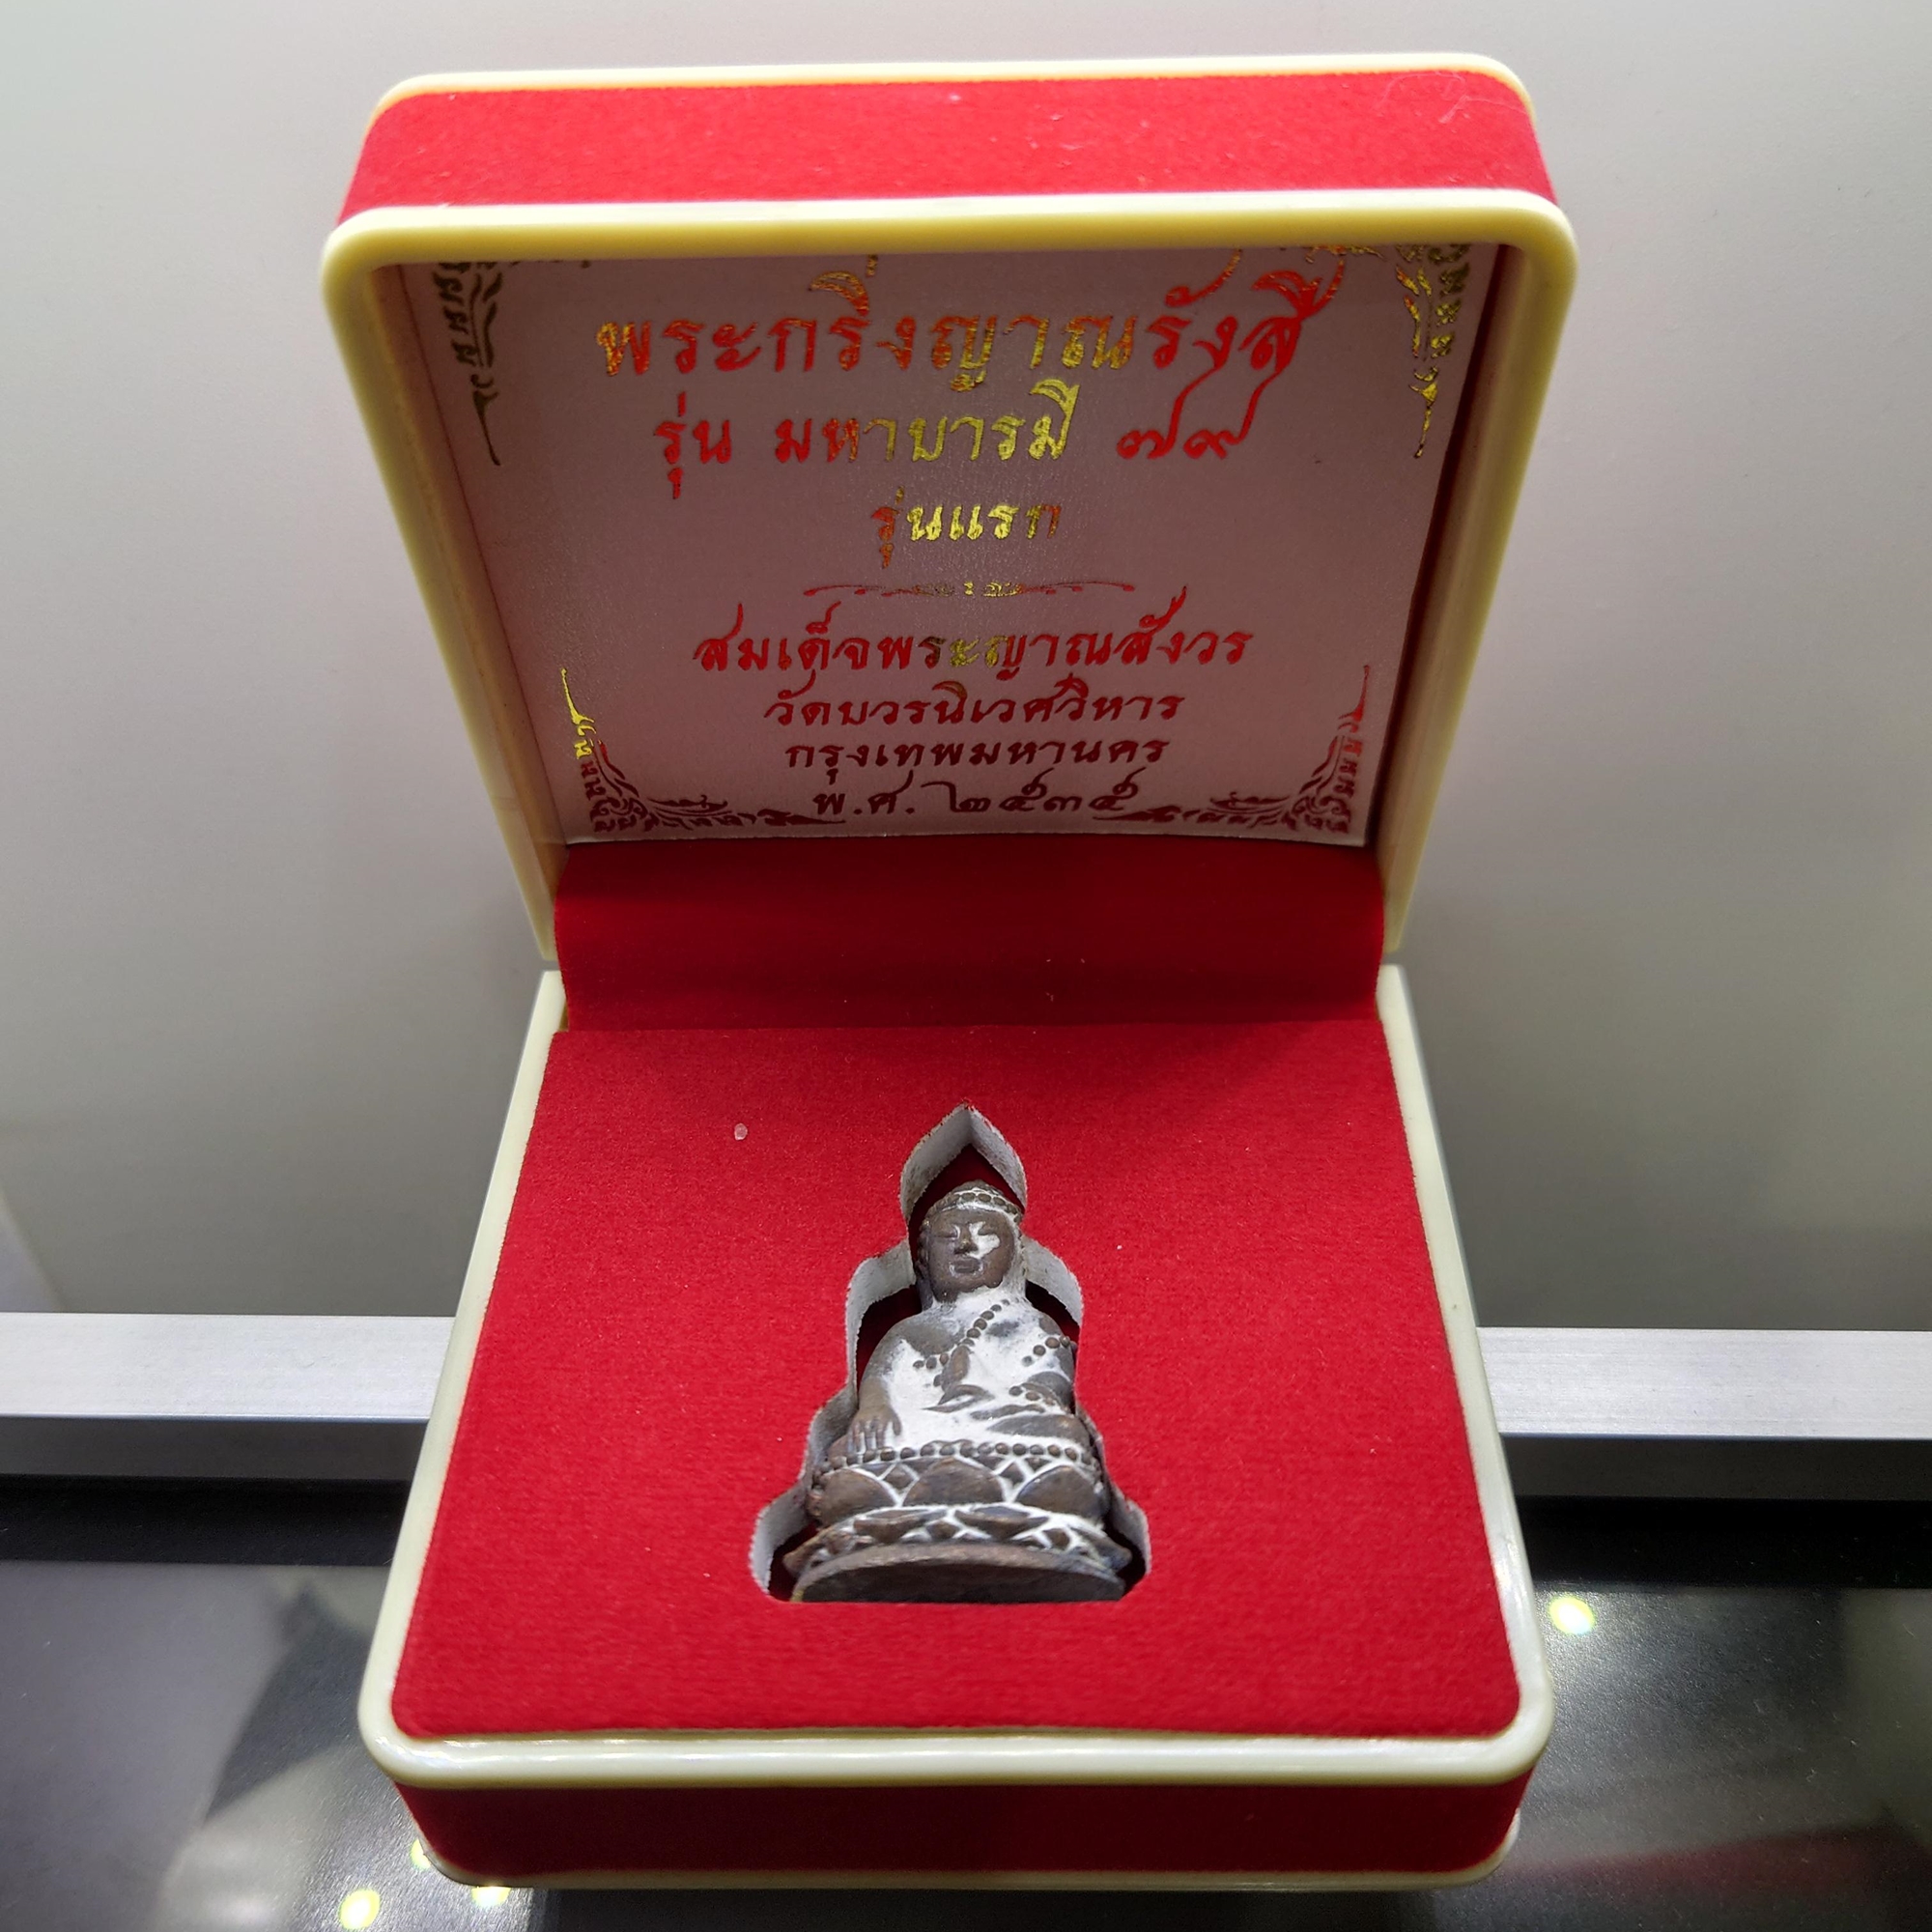 พระกริ่งญาณรังสี
รุ่น มหาบารมี ๗๙
รุ่นแรก
สมเด็จพระญาณสังวร
วัดบวรนิเวศวิหาร
กรุงเทพมหานคร
พ.ศ. ๒๕๓๕